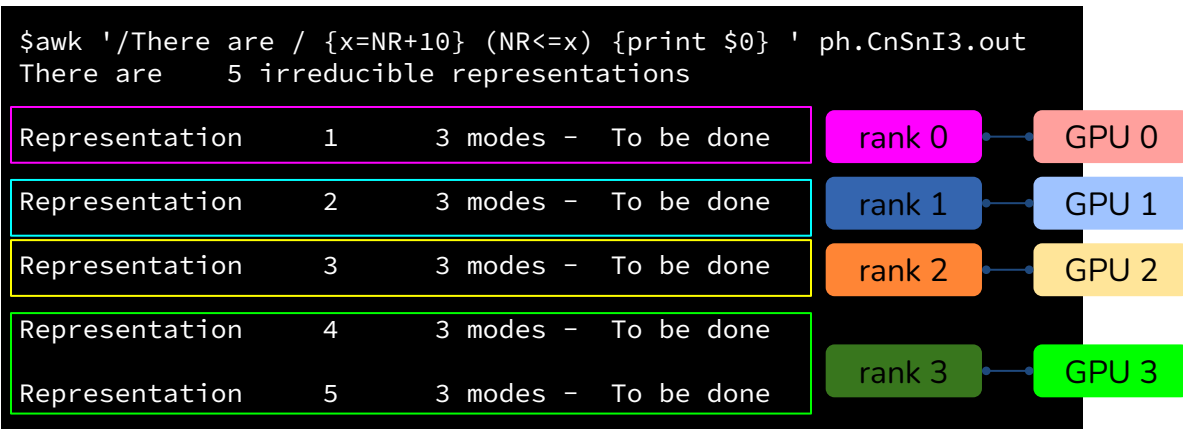 $awk '/There are / {x=NR+10} (NR<=x) {print $0} ' ph.CnSnI3.out
There are    5 irreducible representations
Representation     1      3 modes -  To be done rank 0 GPU 0
Representation     2      3 modes -  To be done rank 1 GPU 1
Representation     3      3 modes -  To be done rank 2 GPU 2
Representation     4      3 modes -  To be done
rank 3 GPU 3
Representation     5      3 modes -  To be done